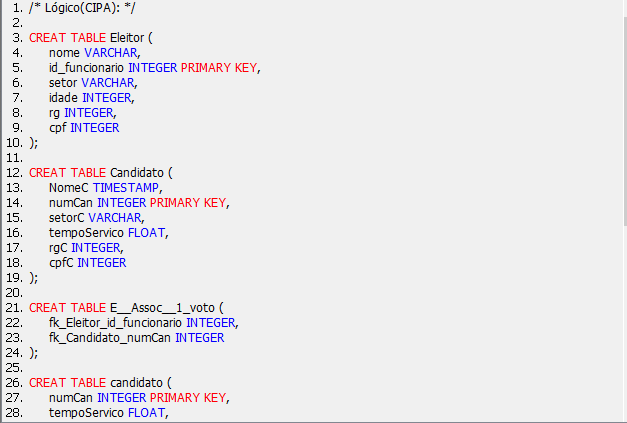 1. /* Lógico(CIPA): */
2.
3. CREAT TABLE Eleitor (
4. nome VARCHAR,
5. id_funcionario INTEGER PRIMARY KEY,
6. setor VARCHAR,
7. idade INTEGER,
8. rg INTEGER,
9. cpf INTEGER
10. );
11.
12. CREAT TABLE Candidato (
13. NomeC TIMESTAMP,
14. numCan INTEGER PRIMARY KEY,
15. setorC VARCHAR,
16. tempoServico FLOAT,
17. rgC INTEGER,
18. cpfC INTEGER
19. );
20.
21. CREAT TABLE E__Assoc__1_voto (
22. fk_Eleitor_id_funcionario INTEGER,
23. fk_Candidato_numCan INTEGER
24. );
25.
26. CREAT TABLE candidato (
27. numCan INTEGER PRIMARY KEY,
28. tempoServico FLOAT,